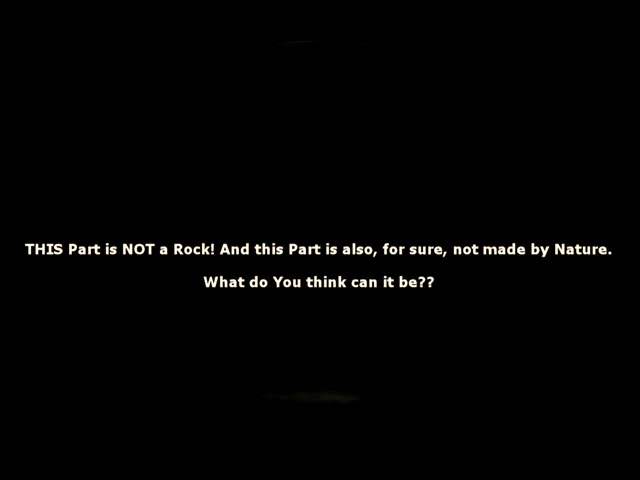 THIS Part is NOT a Rock! And this Part is also, for sure, not made by Nature.
What do You think can it be??